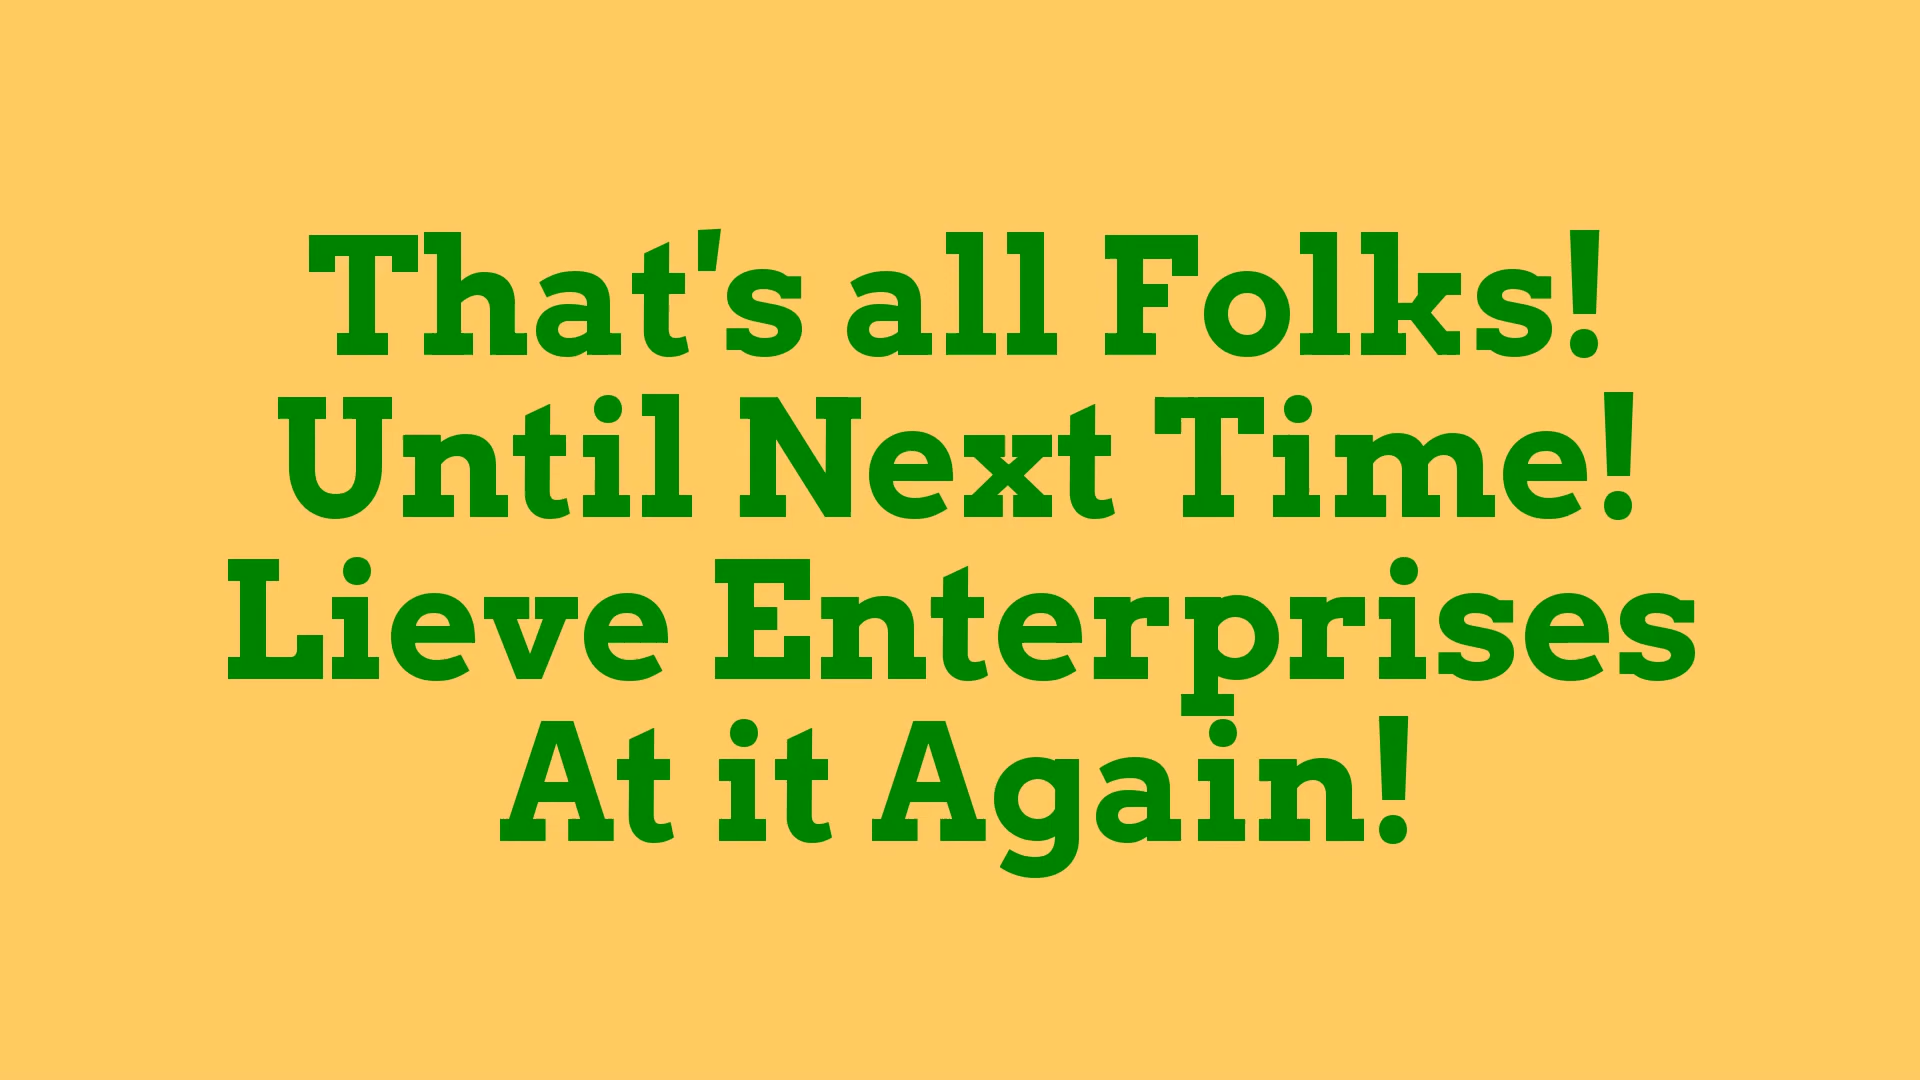 That's all Folks!
Until Next Time!
Lieve Enterprises
At it Again!